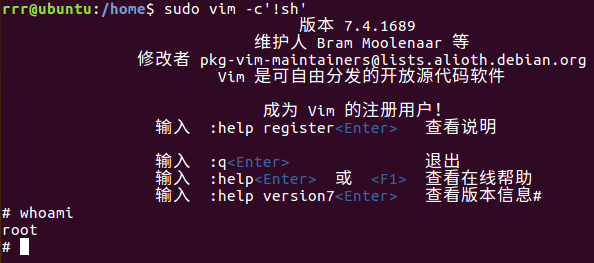 rrr@ubuntu:/home$ sudo vim -c'!sh'
版本 7.4.1689
维护人 Bram Moolenaar 等
修改者 pkg-vim-maintainers@lists.alioth.debian.org
Vim 是可自由分发的开放源代码软件
成为 Vim 的注册用户!
输入 :help register<Enter> 查看说明
输入 :q<Enter> 退出
输入 :help<Enter> 或 <F1> 查看在线帮助
输入 :help version7<Enter> 查看版本信息#
# whoami
root
#